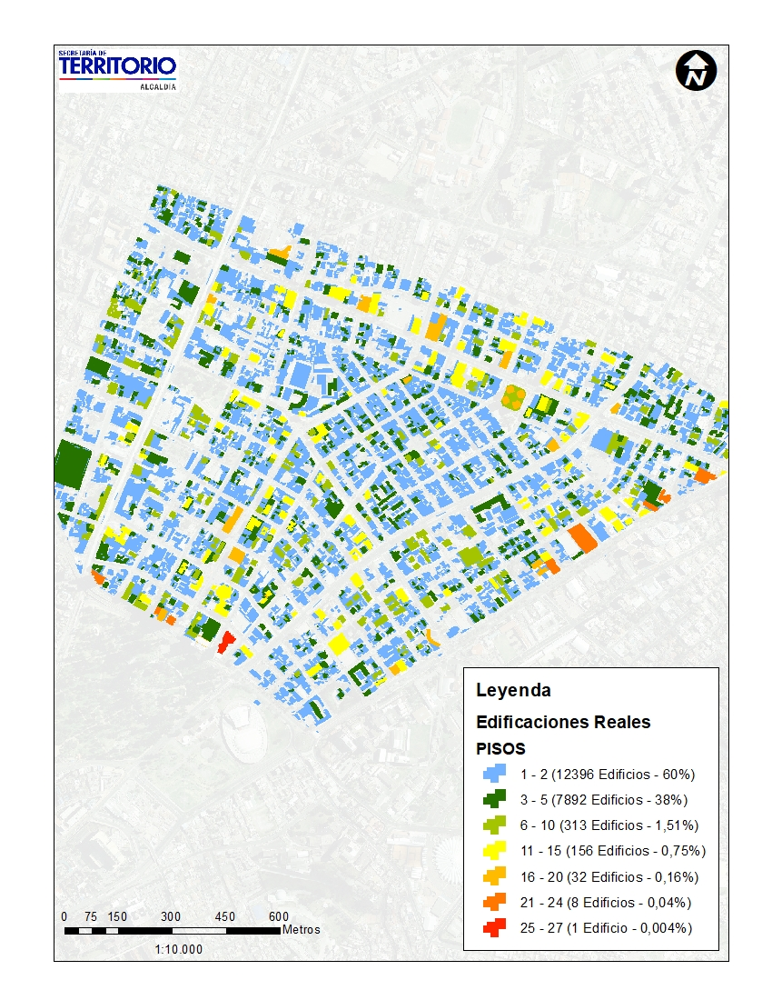 SECRETARÍA DE
TERRITORIO
ALCALDÍA
N
Leyenda
Edificaciones Reales
PISOS
1 - 2 (12396 Edificios - 60%)
3 - 5 (7892 Edificios - 38%)
6 - 10 (313 Edificios - 1,51%)
11 - 15 (156 Edificios - 0,75%)
16 - 20 (32 Edificios - 0,16%)
21 - 24 (8 Edificios - 0,04%)
25 - 27 (1 Edificio - 0,004%)
0 75 150 300 450 600
Metros
1:10.000